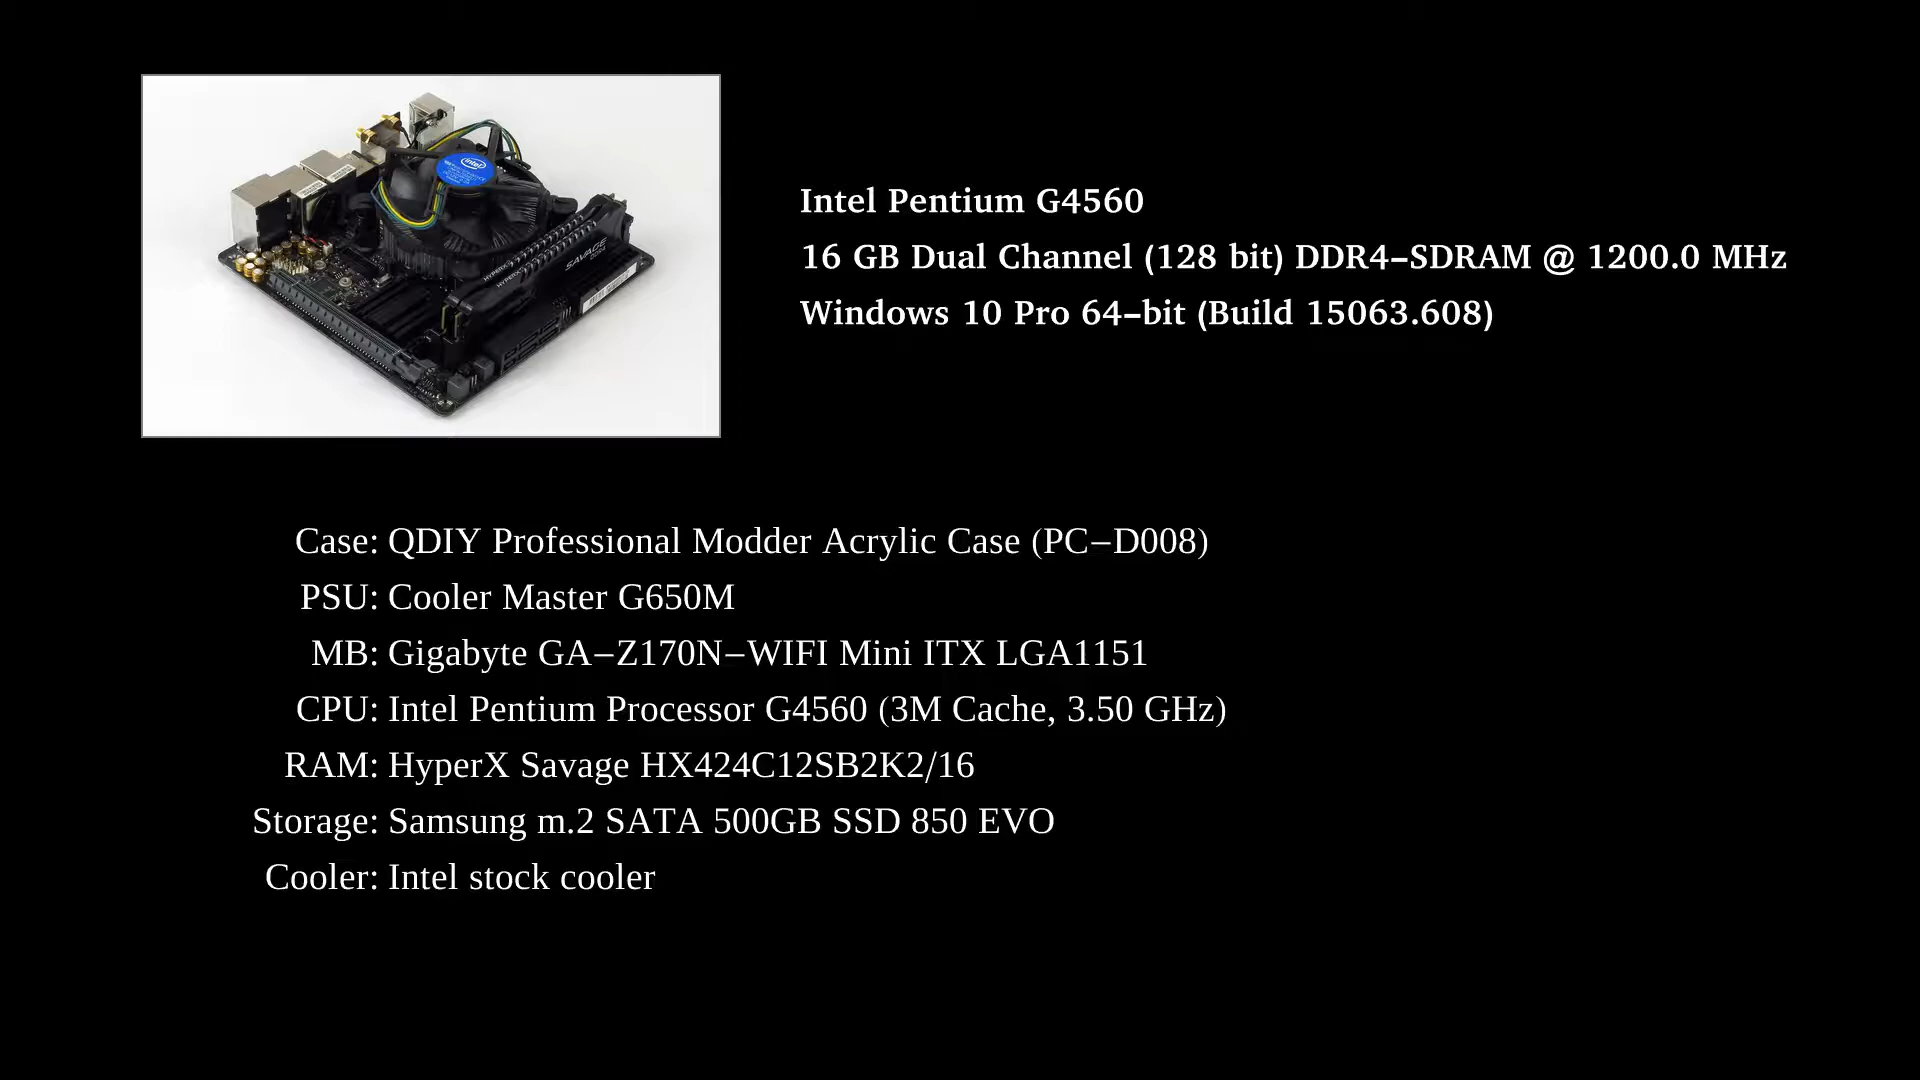 intel
SAVAGE
Intel Pentium G4560
16 GB Dual Channel (128 bit) DDR4–SDRAM @ 1200.0 MHz
Windows 10 Pro 64–bit (Build 15063.608)
Case: QDIY Professional Modder Acrylic Case (PC–D008)
PSU: Cooler Master G650M
MB: Gigabyte GA–Z170N–WIFI Mini ITX LGA1151
CPU: Intel Pentium Processor G4560 (3M Cache, 3.50 GHz)
RAM: HyperX Savage HX424C12SB2K2/16
Storage: Samsung m.2 SATA 500GB SSD 850 EVO
Cooler: Intel stock cooler